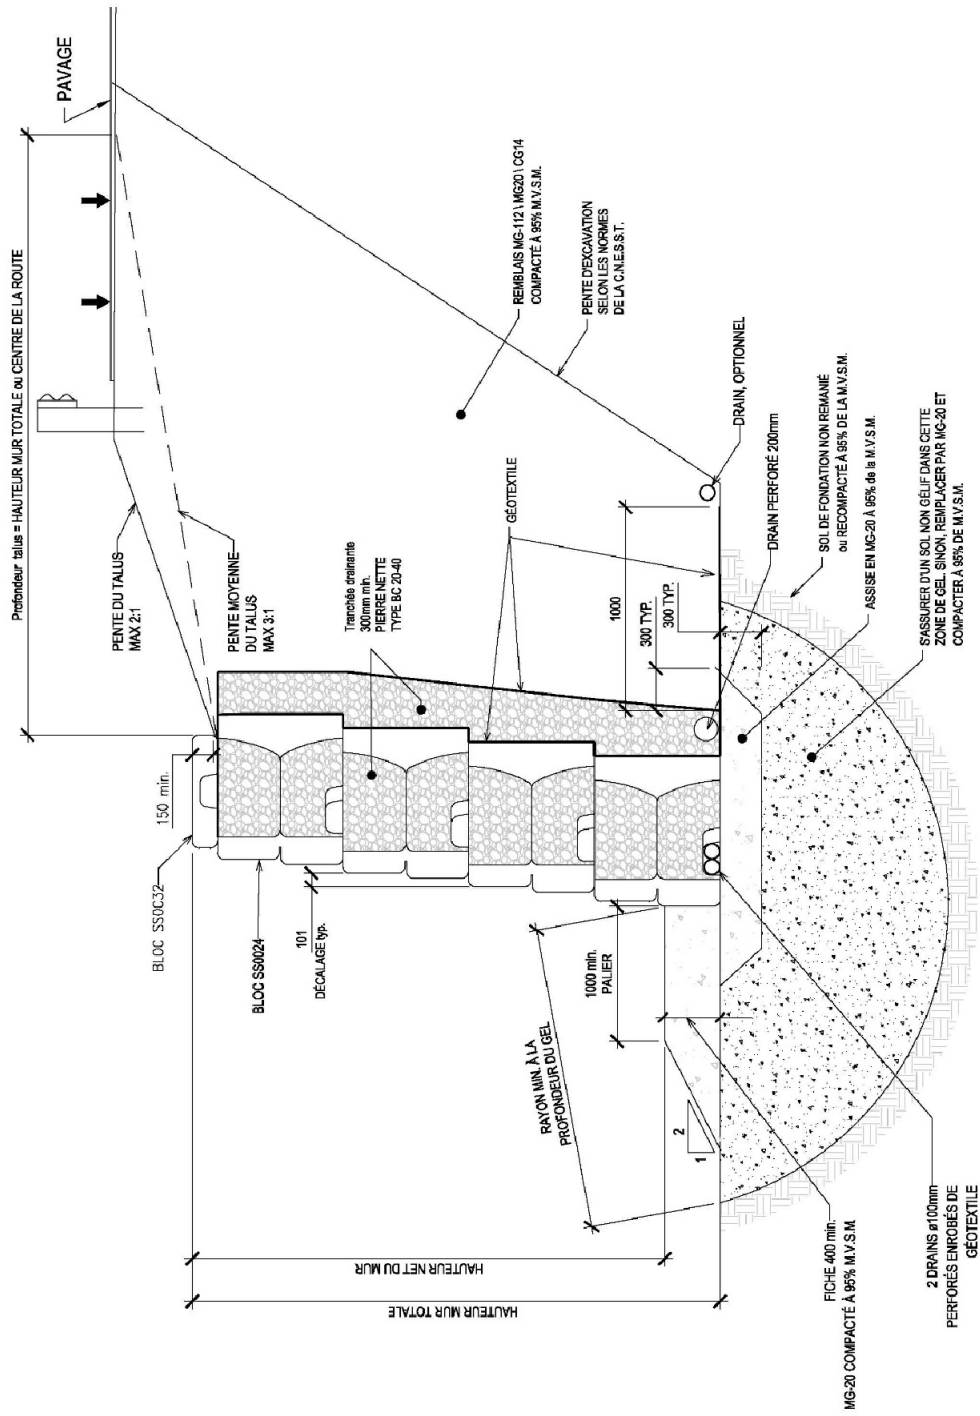 Profondeur talus = HAUTEUR MUR TOTALE ou CENTRE DE LA ROUTE
PAVAGE
PENTE DU TALUS
MAX 2:1
PENTE MOYENNE
DU TALUS
MAX 3:1
150 min.
BLOC SS0C32
Tranchée drainante
300mm min.
PIERRE NETTE
TYPE BC 20-40
REMBLAIS MG-112 \ MG20 \ CG14
COMPACTÉ À 95% M.V.S.M.
PENTE D'EXCAVATION
SELON LES NORMES
DE LA C.N.E.S.S.T.
GÉOTEXTILE
BLOC SS0024
101
DÉCALAGE typ.
1000
300 TYP.
300 TYP.
DRAIN, OPTIONNEL
DRAIN PERFORÉ 200mm
1000 min.
PALIER
RAYON MIN. À LA
PROFONDEUR DU GEL
2
1
SOL DE FONDATION NON REMANIÉ
ou RECOMPACTÉ À 95% DE LA M.V.S.M.
ASSISE EN MG-20 À 95% de la M.V.S.M.
S'ASSURER D'UN SOL NON GÉLIF DANS CETTE
ZONE DE GEL. SINON, REMPLACER PAR MG-20 ET
COMPACTER À 95% DE M.V.S.M.
HAUTEUR NET DU MUR
HAUTEUR MUR TOTALE
FICHE 400 min.
MG-20 COMPACTÉ À 95% M.V.S.M.
2 DRAINS ø100mm
PERFORÉS ENROBÉS DE
GÉOTEXTILE